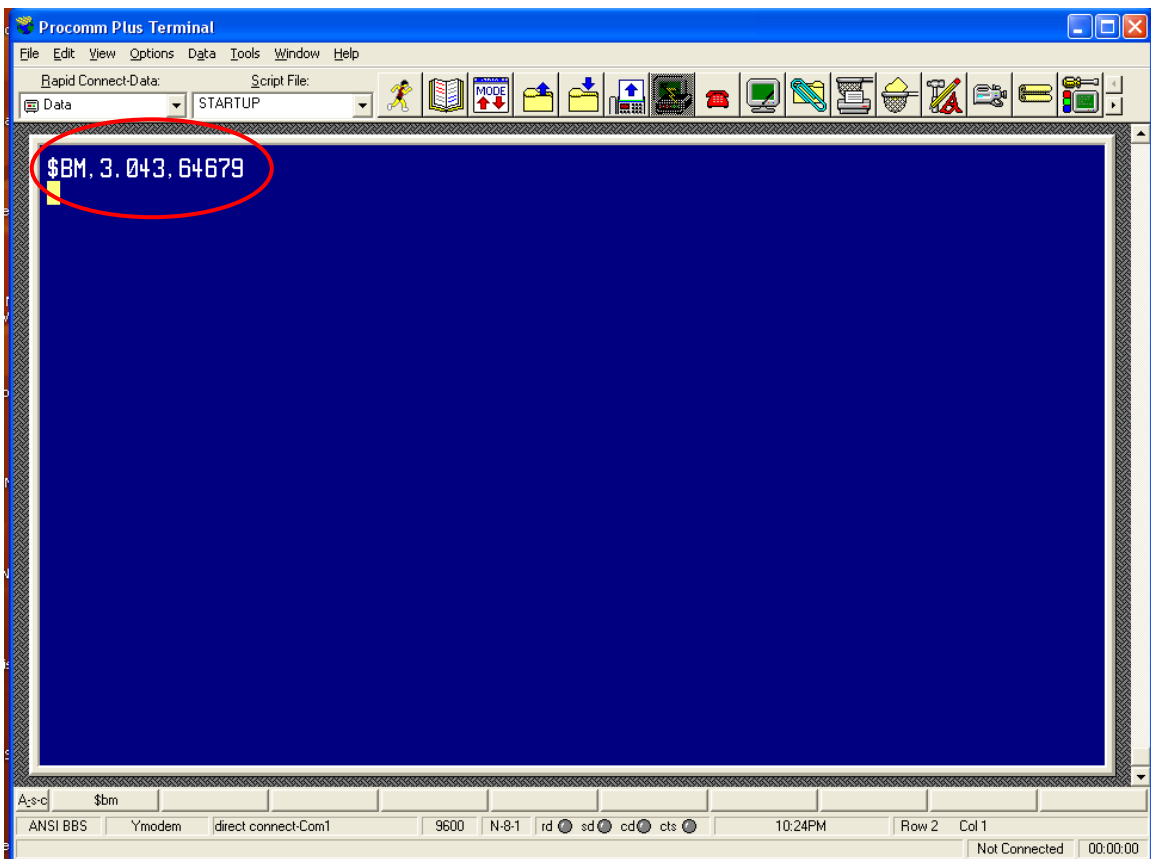 Procomm Plus Terminal
File Edit View Options Data Tools Window Help
Rapid Connect-Data: Script File:
Data STARTUP
MODE
$BM,3.043,64679
A-s-c $bm
ANSI BBS Ymodem direct connect-Com1 9600 N-8-1 rd sd cd cts 10:24PM Row 2 Col 1
Not Connected 00:00:00